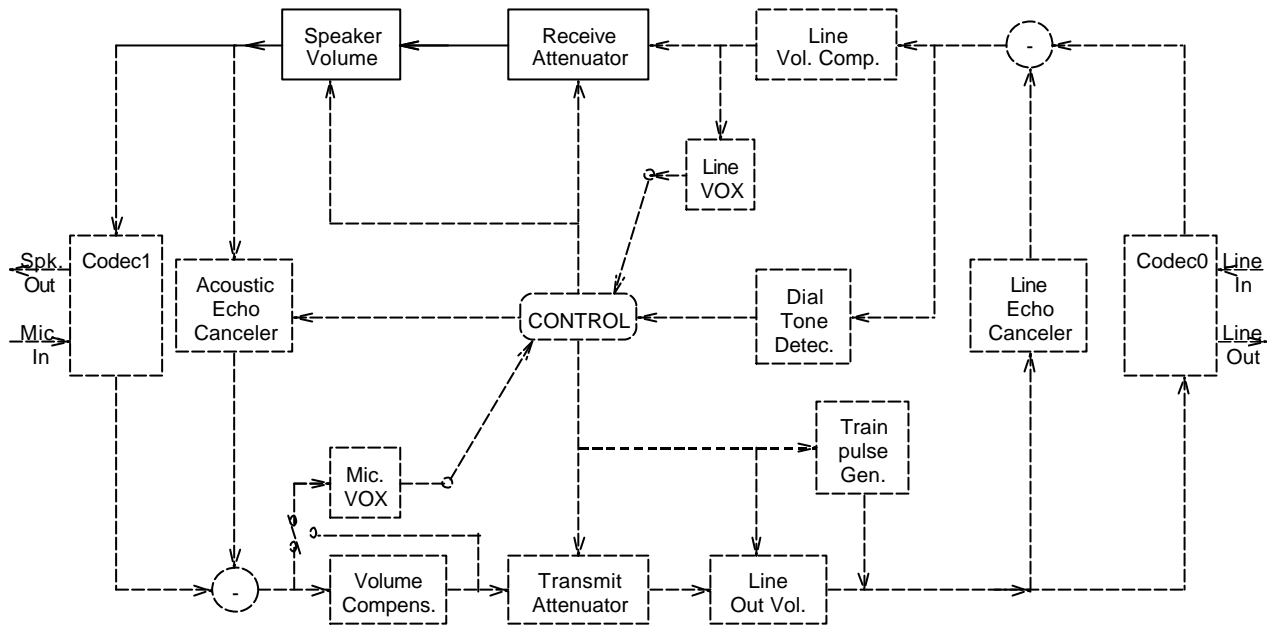 Speaker
Volume
Receive
Attenuator
Line
Vol. Comp.
-
Line
VOX
Spk.
Out
Codec1
Mic
In
Acoustic
Echo
Canceler
CONTROL
Dial
Tone
Detec.
Line
Echo
Canceler
Codec0
Line
In
Line
Out
Mic.
VOX
Train
pulse
Gen.
-
Volume
Compens.
Transmit
Attenuator
Line
Out Vol.